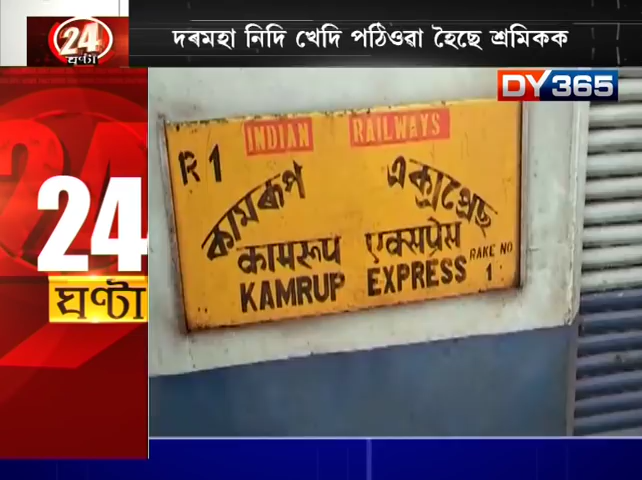 24
ঘণ্টা
দৰমহা নিদি খেদি পঠিওৱা হৈছে শ্ৰমিকক
DY365
24
ঘণ্টা
INDIAN RAILWAYS
R 1
কামৰূপ এক্সপ্ৰেছ
कामरूप एक्सप्रेस
KAMRUP EXPRESS
RAKE NO
1